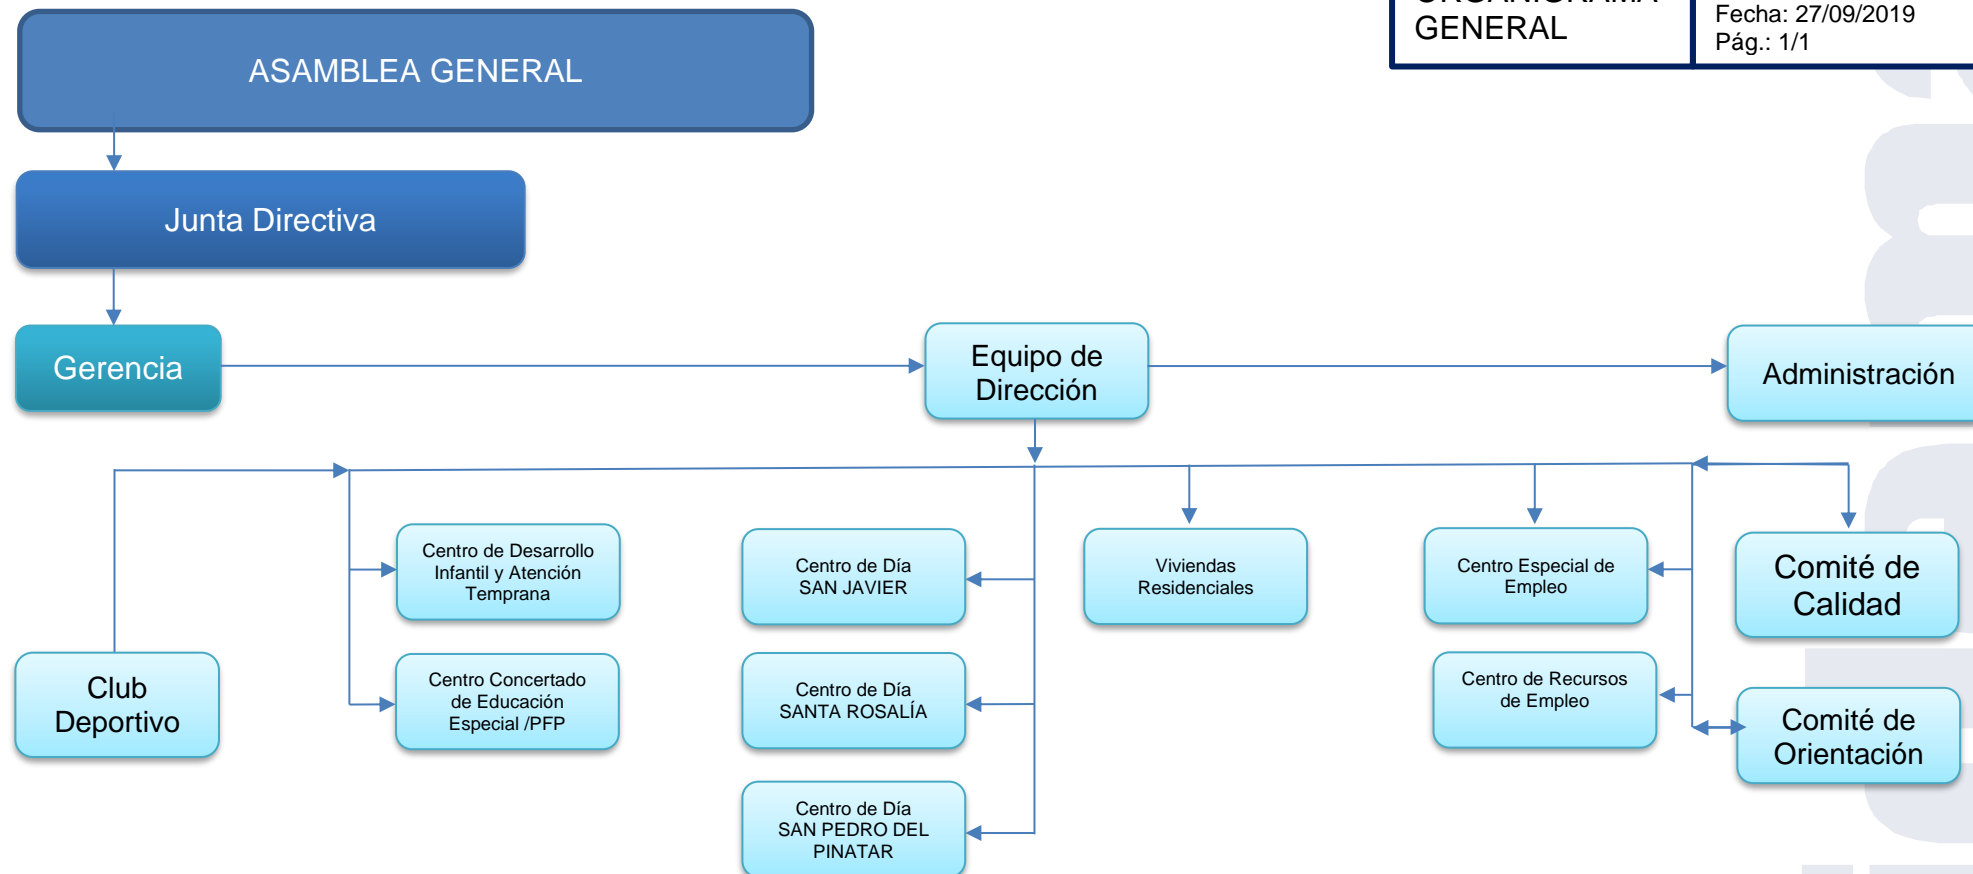 ORGANIGRAMA
GENERAL
Fecha: 27/09/2019
Pág.: 1/1
ASAMBLEA GENERAL
Junta Directiva
Gerencia
Equipo de
Dirección
Administración
Centro de Desarrollo
Infantil y Atención
Temprana
Centro de Día
SAN JAVIER
Viviendas
Residenciales
Centro Especial de
Empleo
Comité de
Calidad
Club
Deportivo
Centro Concertado
de Educación
Especial /PFP
Centro de Día
SANTA ROSALÍA
Centro de Recursos
de Empleo
Comité de
Orientación
Centro de Día
SAN PEDRO DEL
PINATAR